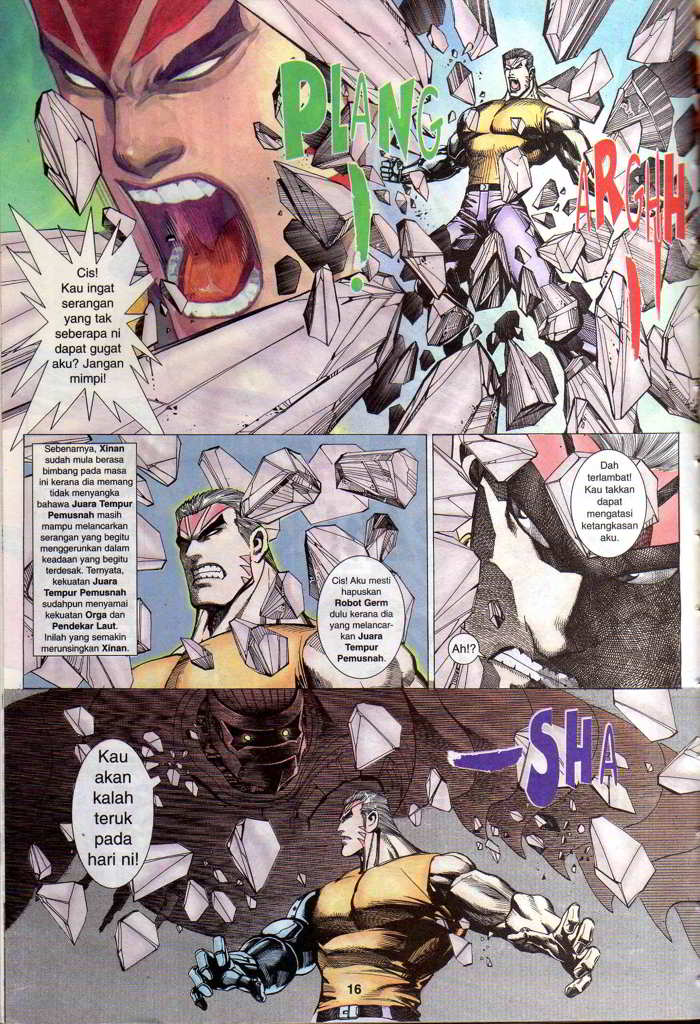 PLANG!
ARGHH!
Cis!
Kau ingat
serangan
yang tak
seberapa ni
dapat gugat
aku? Jangan
mimpi!
Sebenarnya, Xinan
sudah mula berasa
bimbang pada masa
ini kerana dia memang
tidak menyangka
bahawa Juara Tempur
Pemusnah masih
mampu melancarkan
serangan yang begitu
menggerunkan dalam
keadaan yang begitu
terdesak. Ternyata,
kekuatan Juara
Tempur Pemusnah
sudahpun menyamai
kekuatan Orga dan
Pendekar Laut.
Inilah yang semakin
merunsingkan Xinan.
Cis! Aku mesti
hapuskan
Robot Germ
dulu kerana dia
yang melancar-
kan Juara
Tempur
Pemusnah.
Dah
terlambat!
Kau takkan
dapat
mengatasi
ketangkasan
aku.
Ah!?
SHA
Kau
akan
kalah
teruk
pada
hari ni!
16